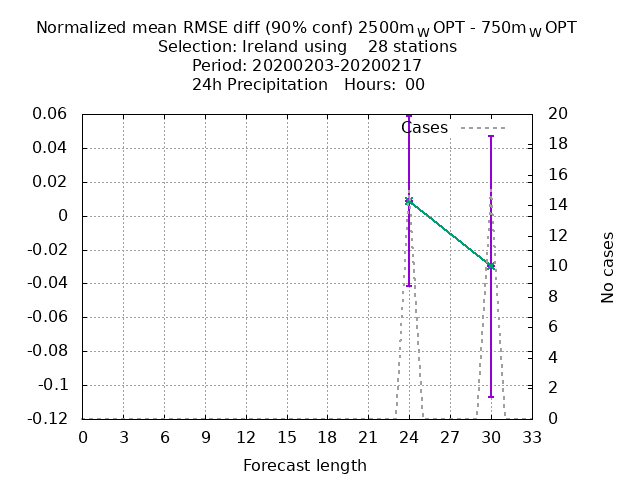 Normalized mean RMSE diff (90% conf) 2500m_W OPT - 750m_W OPT
Selection: Ireland using    28 stations
Period: 20200203-20200217
24h Precipitation   Hours:  00
Cases
0.06
0.04
0.02
0
-0.02
-0.04
-0.06
-0.08
-0.1
-0.12
20
18
16
14
12
10
8
6
4
2
0
No cases
0 3 6 9 12 15 18 21 24 27 30 33
Forecast length